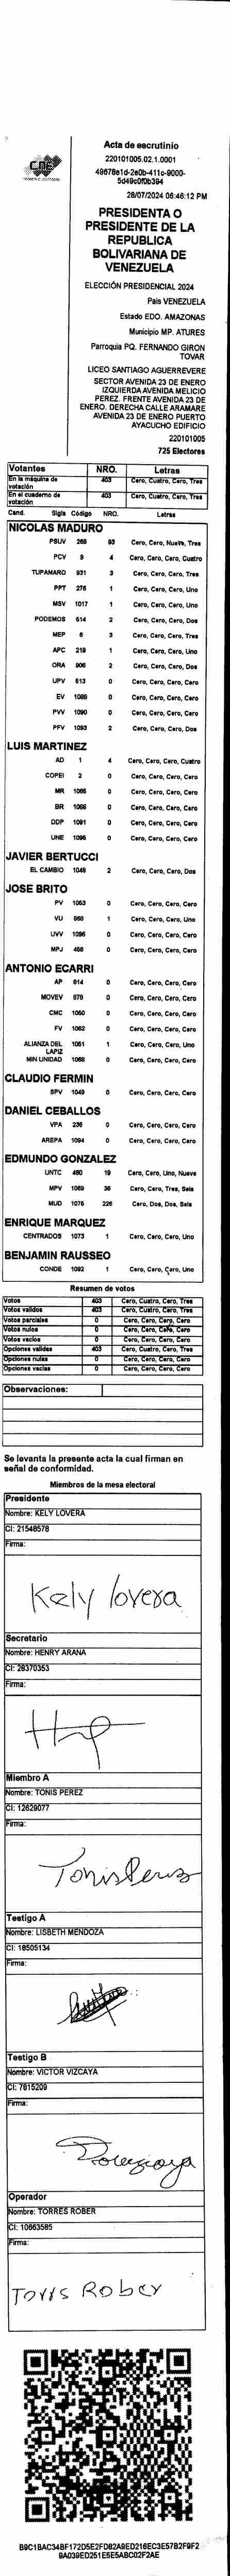 Acta de escrutinio
220101005.02.1.0001
49678e1d-2e0b-411c-9000-
5d49c0f0b394
28/07/2024 06:46:12 PM
PRESIDENTA O
PRESIDENTE DE LA
REPUBLICA
BOLIVARIANA DE
VENEZUELA
ELECCIÓN PRESIDENCIAL 2024
País VENEZUELA
Estado EDO. AMAZONAS
Municipio MP. ATURES
Parroquia PQ. FERNANDO GIRON
TOVAR
LICEO SANTIAGO AGUERREVERE
SECTOR AVENIDA 23 DE ENERO
IZQUIERDA AVENIDA MELICIO
PEREZ. FRENTE AVENIDA 23 DE
ENERO. DERECHA CALLE ARAMARE
AVENIDA 23 DE ENERO PUERTO
AYACUCHO EDIFICIO
220101005
725 Electores
Votantes NRO. Letras
En la máquina de votación 403 Cero, Cuatro, Cero, Tres
En el cuaderno de votación 403 Cero, Cuatro, Cero, Tres
Cand. Sigla Código NRO. Letras
NICOLAS MADURO
PSUV 269 93 Cero, Cero, Nueve, Tres
PCV 9 4 Cero, Cero, Cero, Cuatro
TUPAMARO 931 3 Cero, Cero, Cero, Tres
PPT 276 1 Cero, Cero, Cero, Uno
MSV 1017 1 Cero, Cero, Cero, Uno
PODEMOS 514 2 Cero, Cero, Cero, Dos
MEP 6 3 Cero, Cero, Cero, Tres
APC 219 1 Cero, Cero, Cero, Uno
ORA 906 2 Cero, Cero, Cero, Dos
UPV 613 0 Cero, Cero, Cero, Cero
EV 1089 0 Cero, Cero, Cero, Cero
PVV 1090 0 Cero, Cero, Cero, Cero
PFV 1093 2 Cero, Cero, Cero, Dos
LUIS MARTINEZ
AD 1 4 Cero, Cero, Cero, Cuatro
COPEI 2 0 Cero, Cero, Cero, Cero
MR 1066 0 Cero, Cero, Cero, Cero
BR 1086 0 Cero, Cero, Cero, Cero
DDP 1091 0 Cero, Cero, Cero, Cero
UNE 1095 0 Cero, Cero, Cero, Cero
JAVIER BERTUCCI
EL CAMBIO 1048 2 Cero, Cero, Cero, Dos
JOSE BRITO
PV 1063 0 Cero, Cero, Cero, Cero
VU 868 1 Cero, Cero, Cero, Uno
UVV 1096 0 Cero, Cero, Cero, Cero
MPJ 458 0 Cero, Cero, Cero, Cero
ANTONIO ECARRI
AP 814 0 Cero, Cero, Cero, Cero
MOVEV 878 0 Cero, Cero, Cero, Cero
CMC 1060 0 Cero, Cero, Cero, Cero
FV 1062 0 Cero, Cero, Cero, Cero
ALIANZA DEL LAPIZ 1061 1 Cero, Cero, Cero, Uno
MIN UNIDAD 1068 0 Cero, Cero, Cero, Cero
CLAUDIO FERMIN
SPV 1049 0 Cero, Cero, Cero, Cero
DANIEL CEBALLOS
VPA 236 0 Cero, Cero, Cero, Cero
AREPA 1094 0 Cero, Cero, Cero, Cero
EDMUNDO GONZALEZ
UNTC 480 19 Cero, Cero, Uno, Nueve
MPV 1069 36 Cero, Cero, Tres, Seis
MUD 1076 226 Cero, Dos, Dos, Seis
ENRIQUE MARQUEZ
CENTRADOS 1073 1 Cero, Cero, Cero, Uno
BENJAMIN RAUSSEO
CONDE 1092 1 Cero, Cero, Cero, Uno
Resumen de votos
Votos 403 Cero, Cuatro, Cero, Tres
Votos validos 403 Cero, Cuatro, Cero, Tres
Votos parciales 0 Cero, Cero, Cero, Cero
Votos nulos 0 Cero, Cero, Cero, Cero
Votos vacios 0 Cero, Cero, Cero, Cero
Opciones validas 403 Cero, Cuatro, Cero, Tres
Opciones nulas 0 Cero, Cero, Cero, Cero
Opciones vacias 0 Cero, Cero, Cero, Cero
Observaciones:
Se levanta la presente acta la cual firman en
señal de conformidad.
Miembros de la mesa electoral
Presidente
Nombre: KELY LOVERA
CI: 21548578
Firma:
Kely lovera
Secretario
Nombre: HENRY ARANA
CI: 28370353
Firma:
Miembro A
Nombre: TONIS PEREZ
CI: 12629077
Firma:
Tonis Perez
Testigo A
Nombre: LISBETH MENDOZA
CI: 18505134
Firma:
Testigo B
Nombre: VICTOR VIZCAYA
CI: 7615209
Firma:
Operador
Nombre: TORRES ROBER
CI: 10663585
Firma:
Torrs Rober
B9C1BAC34BF172D5E2FD82A9ED216EC3E57B2F9F2
9A039ED251E5E5ABC02F2AE